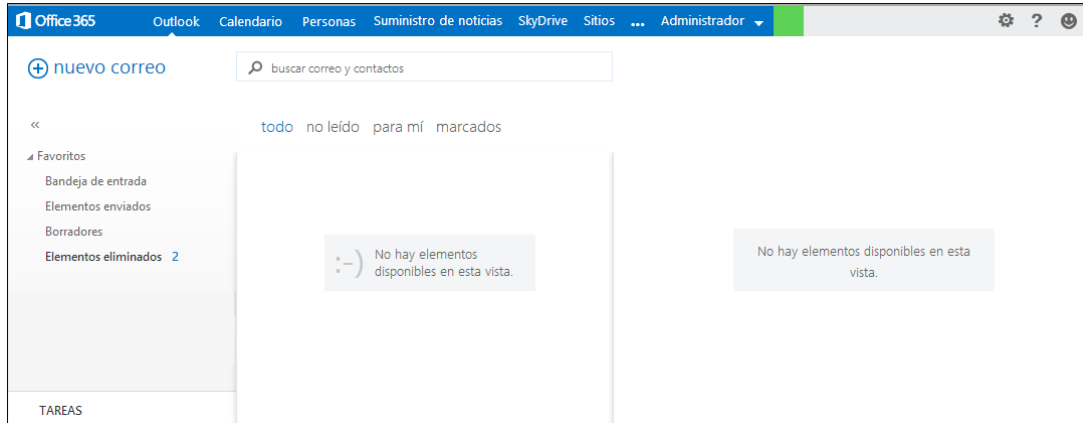 Office 365 Outlook Calendario Personas Suministro de noticias SkyDrive Sitios ... Administrador ?
nuevo correo
buscar correo y contactos
«
todo no leído para mí marcados
Favoritos
Bandeja de entrada
Elementos enviados
Borradores
Elementos eliminados 2
:-)
No hay elementos
disponibles en esta vista.
No hay elementos disponibles en esta
vista.
TAREAS